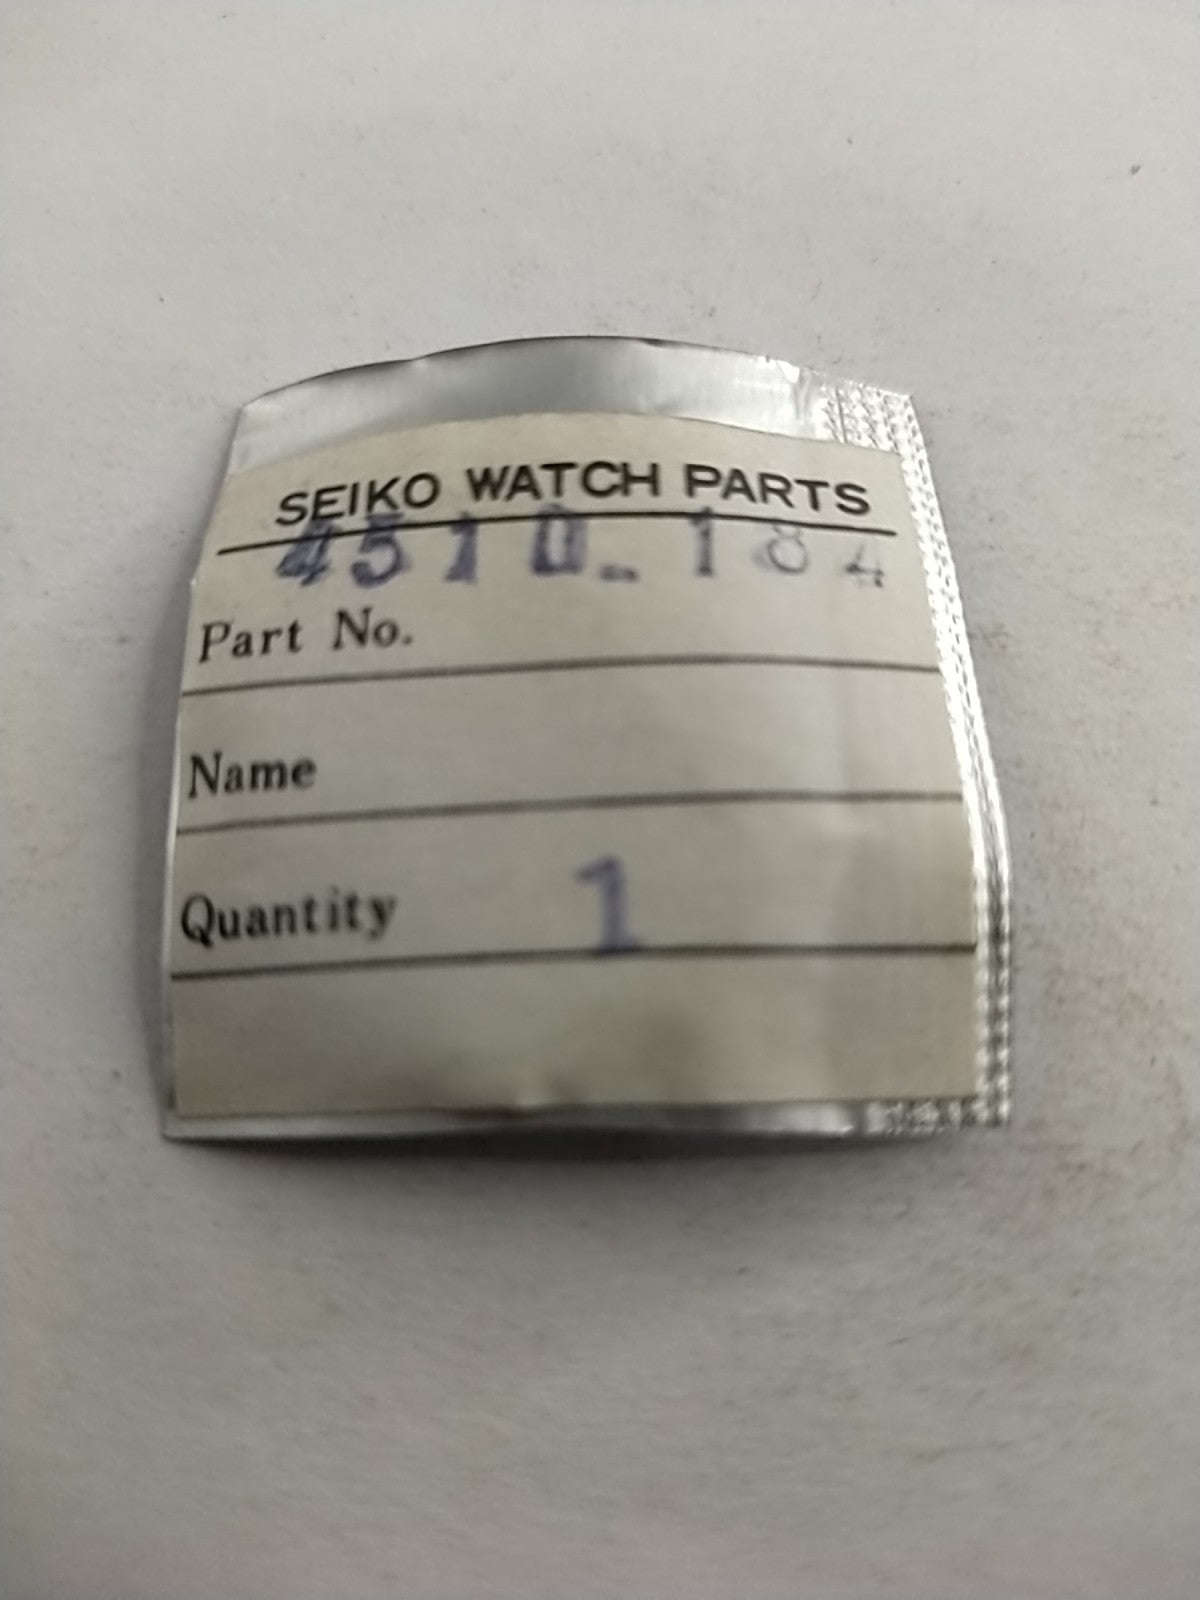 SEIKO WATCH PARTS
4510-184
Part No.
Name
Quantity 1